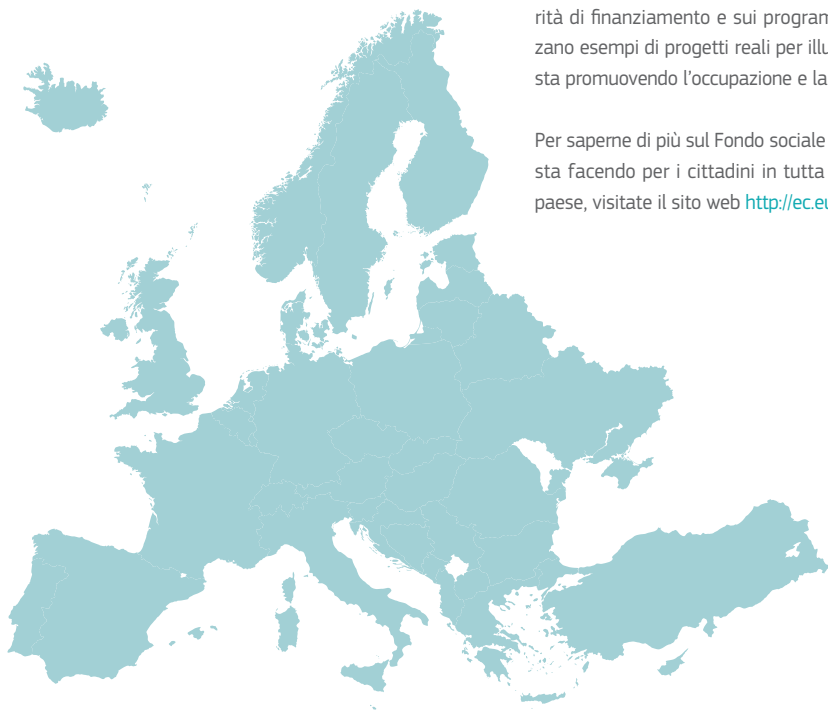 rità di finanziamento e sui program
zano esempi di progetti reali per illu
sta promuovendo l'occupazione e la
Per saperne di più sul Fondo sociale
sta facendo per i cittadini in tutta
paese, visitate il sito web http://ec.eu